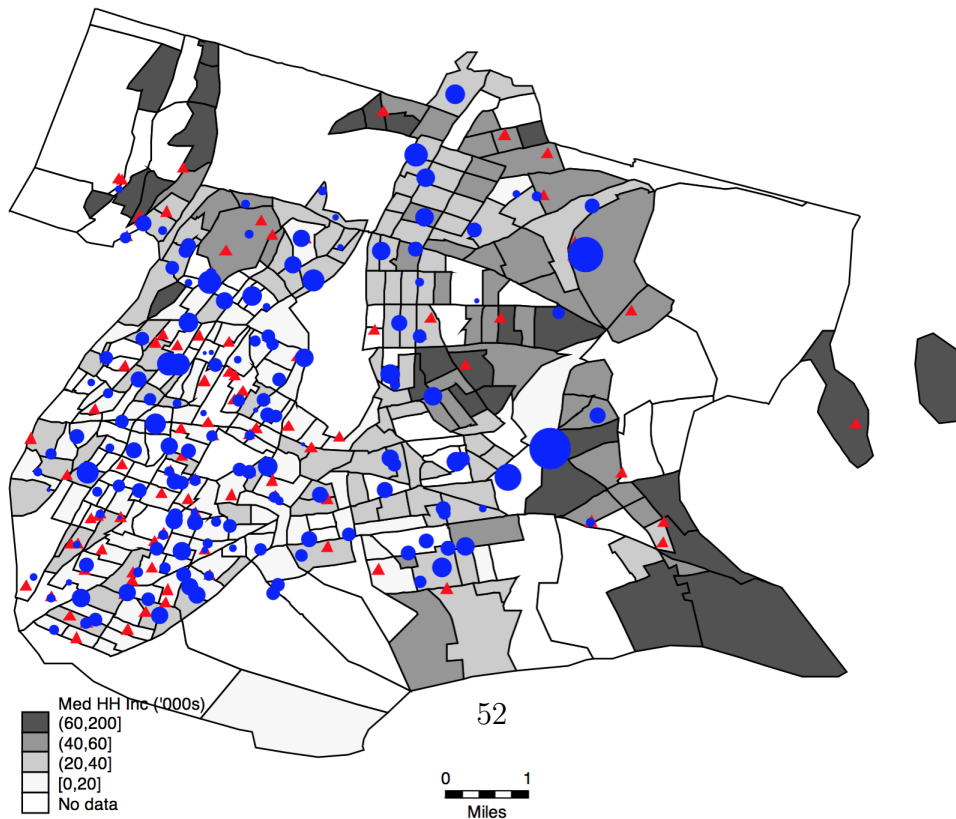 52
Med HH Inc ('000s)
(60,200]
(40,60]
(20,40]
[0,20]
No data
0 1
Miles